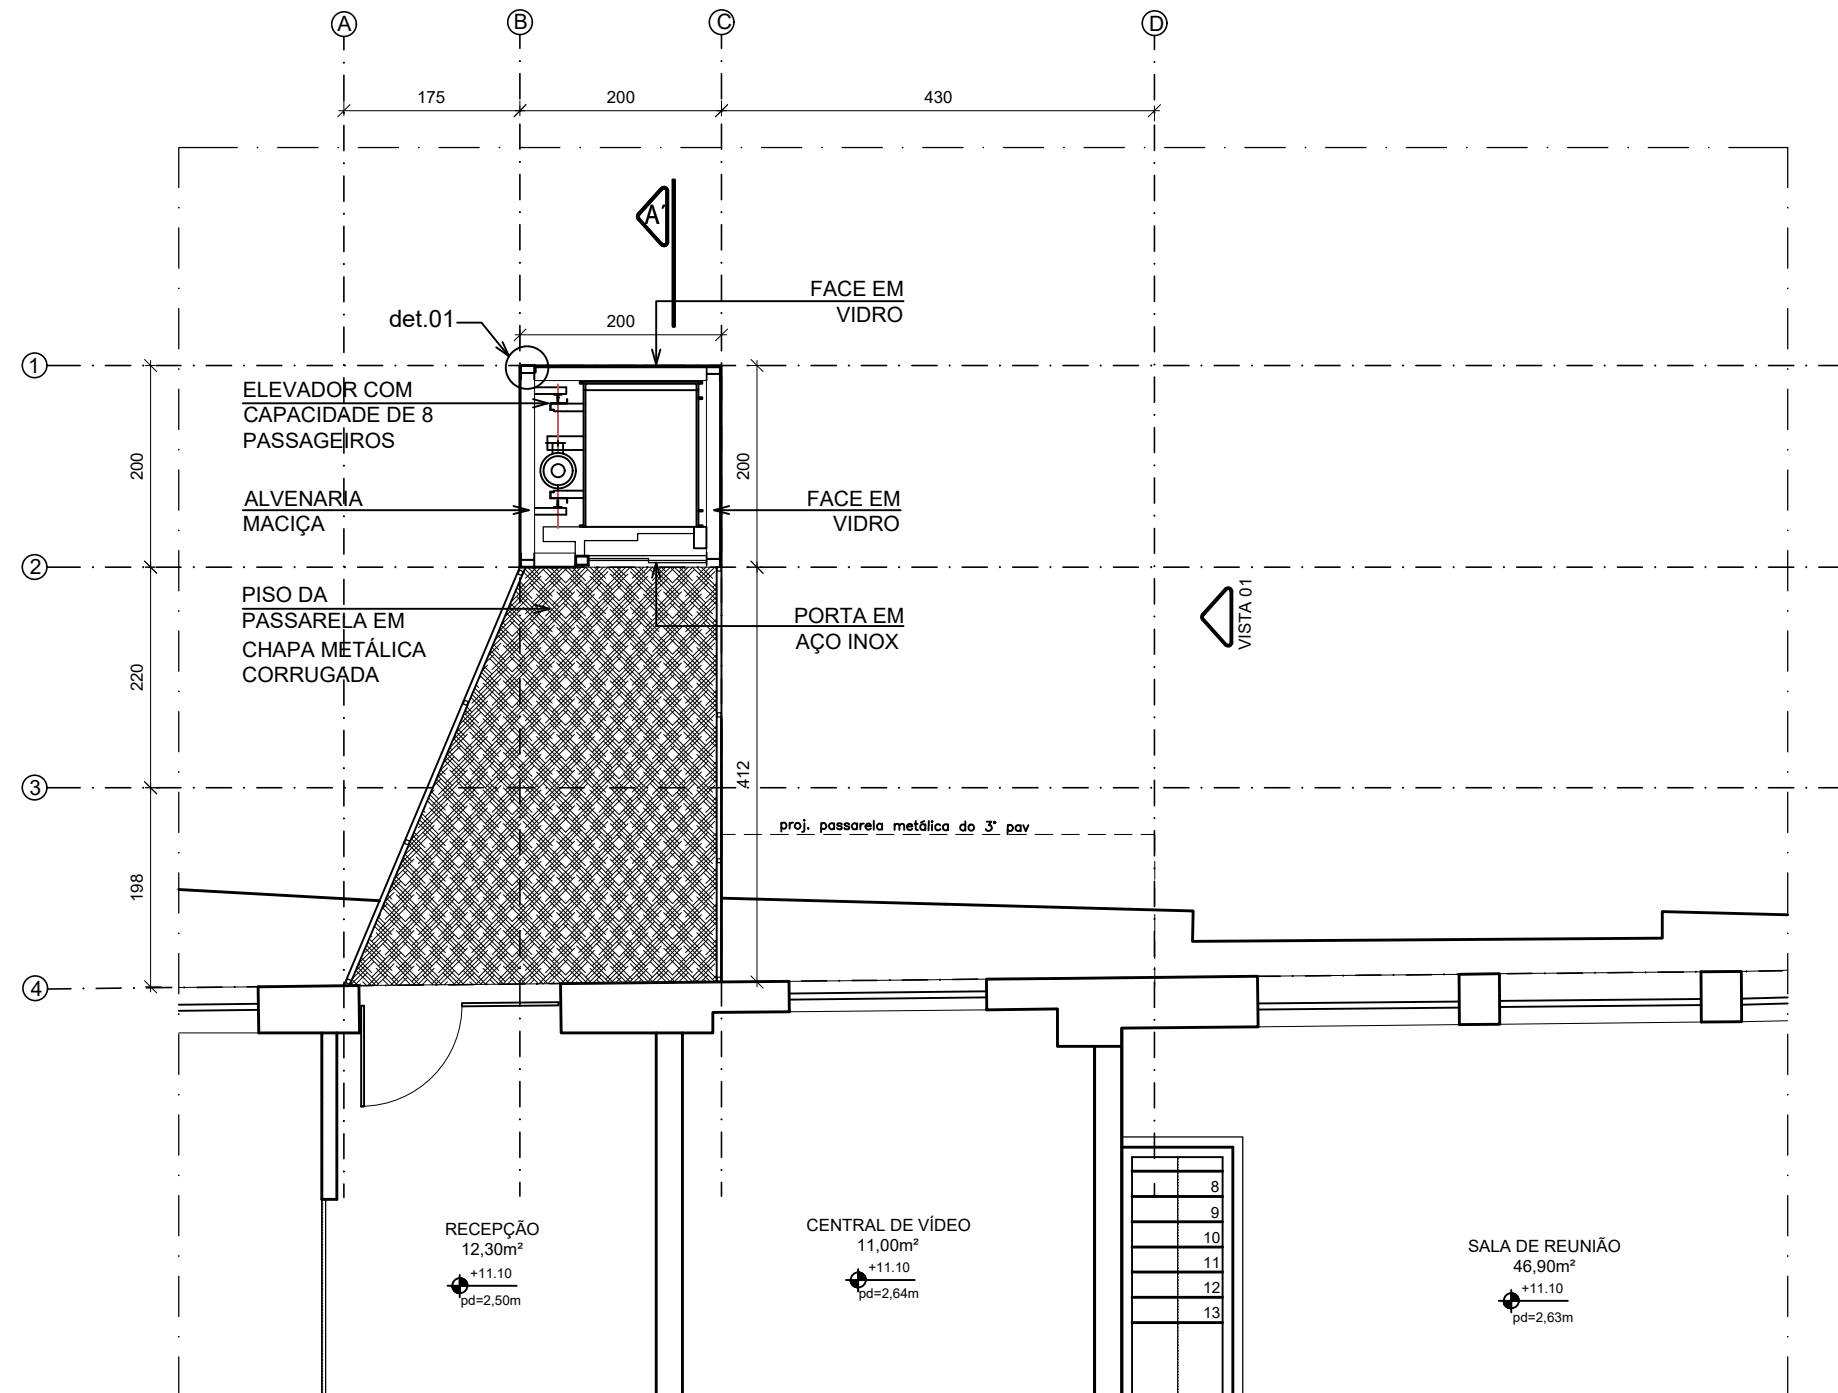 A
B
C
D
175
200
430
A´
FACE EM
VIDRO
det.01
200
1
ELEVADOR COM
CAPACIDADE DE 8
PASSAGEIROS
200
200
ALVENARIA
MACIÇA
FACE EM
VIDRO
2
PISO DA
PASSARELA EM
CHAPA METÁLICA
CORRUGADA
PORTA EM
AÇO INOX
VISTA 01
220
3
412
proj. passarela metálica do 3° pav
198
4
8
9
10
11
12
13
RECEPÇÃO
12,30m²
+11.10
pd=2,50m
CENTRAL DE VÍDEO
11,00m²
+11.10
pd=2,64m
SALA DE REUNIÃO
46,90m²
+11.10
pd=2,63m